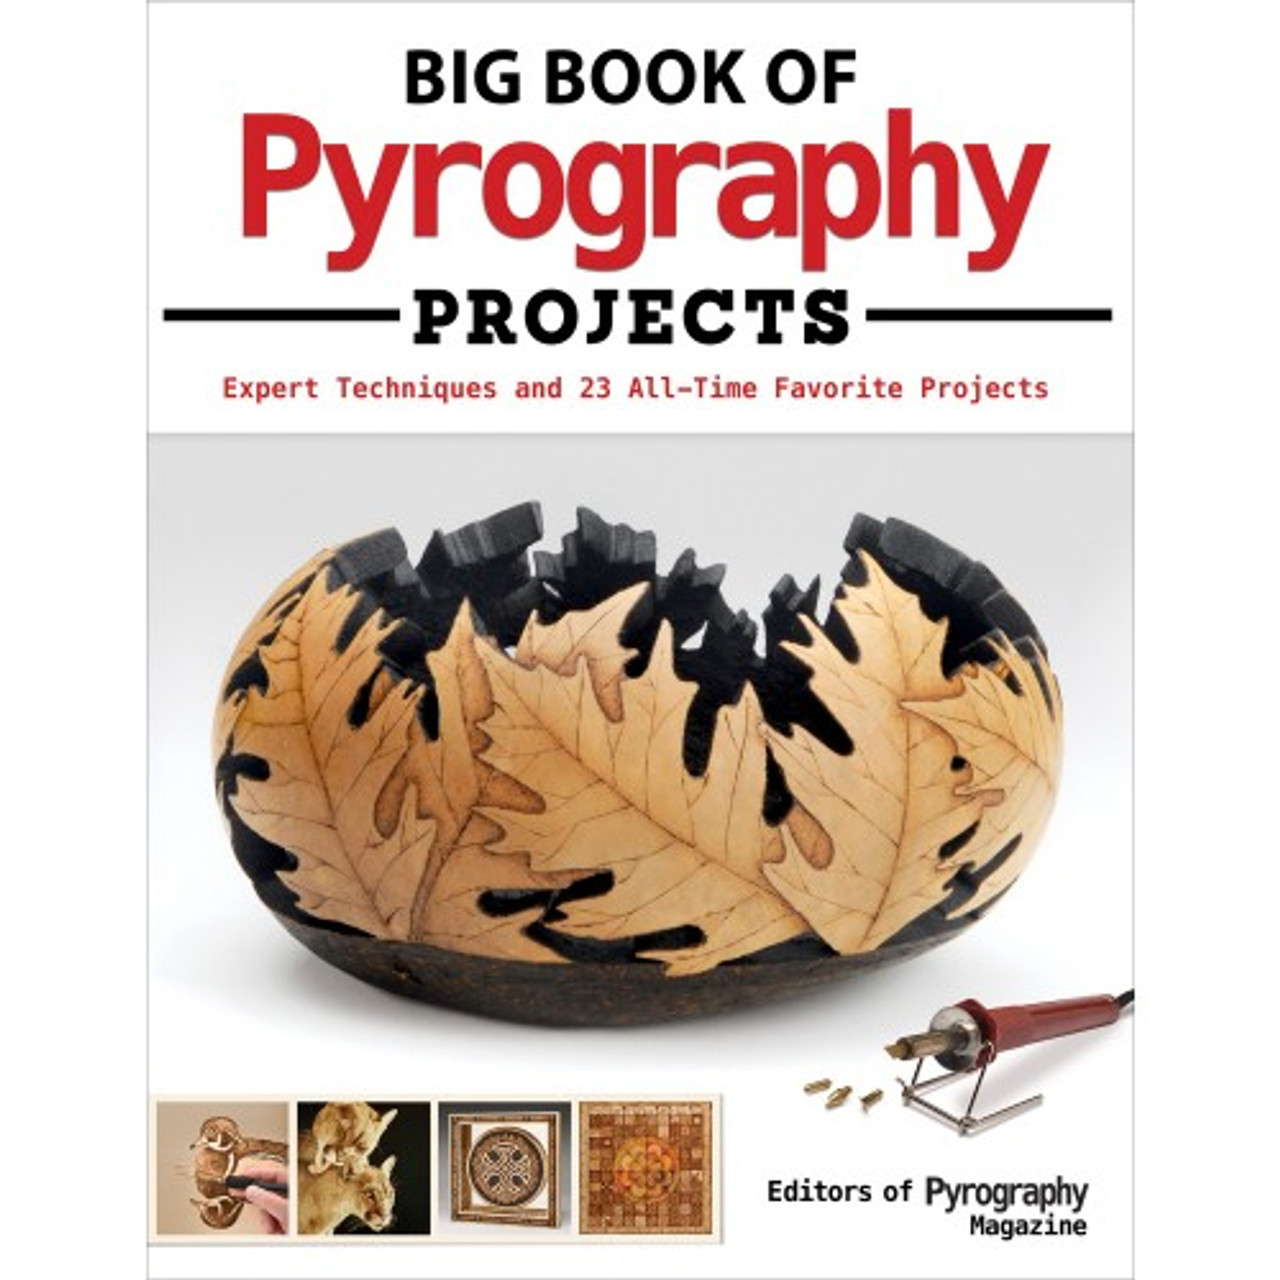 BIG BOOK OF
Pyrography
PROJECTS
Expert Techniques and 23 All-Time Favorite Projects
Editors of Pyrography
Magazine